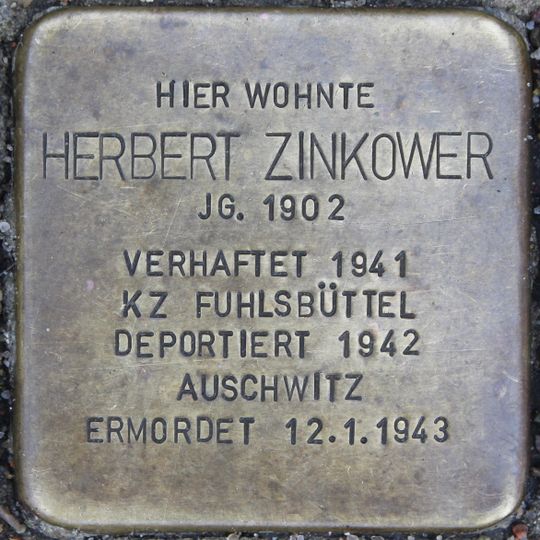 HIER WOHNTE
HERBERT ZINKOWER
JG. 1902
VERHAFTET 1941
KZ FUHLSBÜTTEL
DEPORTIERT 1942
AUSCHWITZ
ERMORDET 12.1.1943